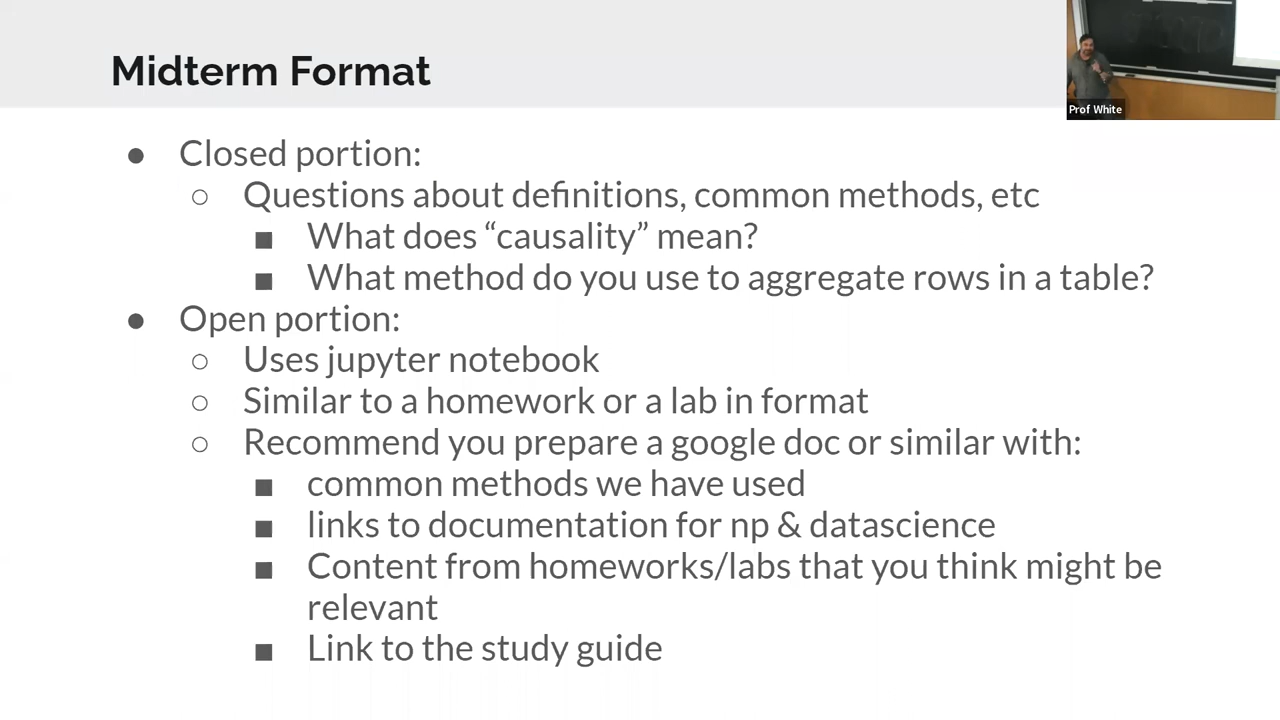 Midterm Format
Prof White
● Closed portion:
○ Questions about definitions, common methods, etc
■ What does “causality” mean?
■ What method do you use to aggregate rows in a table?
● Open portion:
○ Uses jupyter notebook
○ Similar to a homework or a lab in format
○ Recommend you prepare a google doc or similar with:
■ common methods we have used
■ links to documentation for np & datascience
■ Content from homeworks/labs that you think might be
relevant
■ Link to the study guide